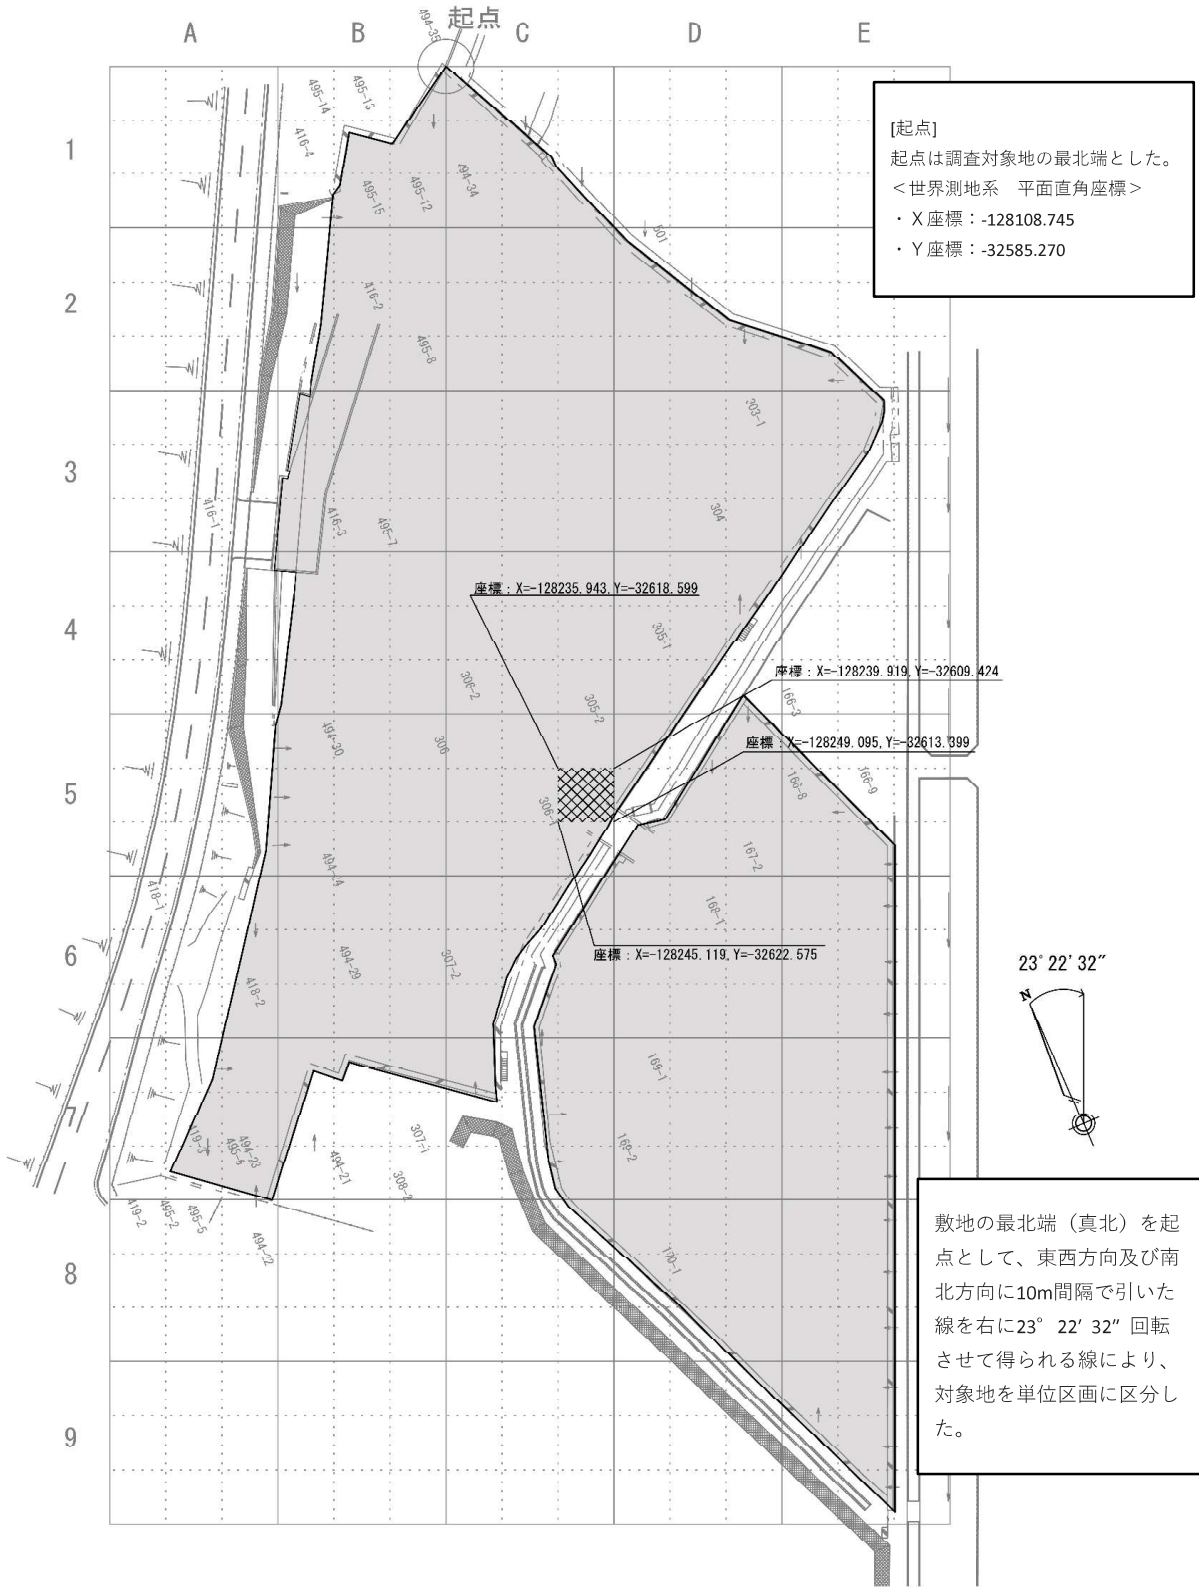 起点
A
B
C
D
E
1
2
3
4
5
6
7
8
9
[起点]
起点は調査対象地の最北端とした。
＜世界測地系　平面直角座標＞
・Ｘ座標：-128108.745
・Ｙ座標：-32585.270
494-35
495-14
416-4
494-34
495-12
495-15
501
416-2
495-8
303-1
416-1
416-3
495-7
304
座標：X=-128235.943, Y=-32618.599
305-1
座標：X=-128239.919, Y=-32609.424
306-2
305-2
166-3
494-30
306
座標：X=-128249.095, Y=-32613.399
166-8
166-9
167-2
494-24
418-1
168-1
494-29
307-2
座標：X=-128245.119, Y=-32622.575
418-2
23° 22′ 32″
N
169-1
494-23
494-21
307-1
308-2
169-2
419-2
495-2
495-5
170-1
敷地の最北端（真北）を起
点として、東西方向及び南
北方向に10m間隔で引いた
線を右に23° 22′ 32″ 回転
させて得られる線により、
対象地を単位区画に区分し
た。